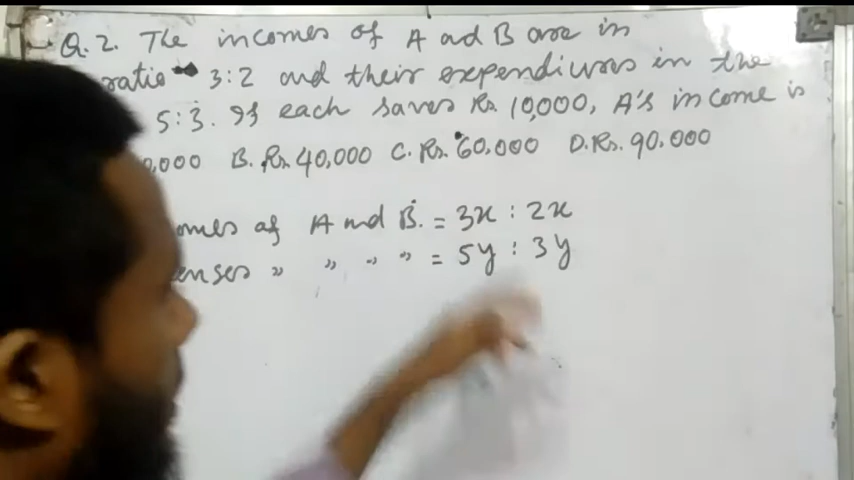 Q.2. The incomes of A and B are in
ratio 3:2 and their expenditures in the
5:3. If each saves Rs. 10,000, A's income is
0,000 B. Rs. 40,000 C. Rs. 60,000 D. Rs. 90,000
omes of A and B. = 3x : 2x
enses " " " " = 5y : 3y